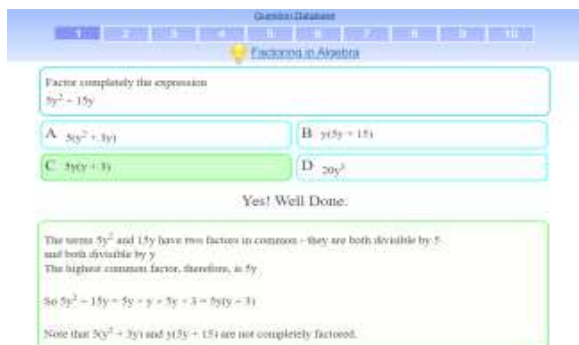 Question Database
1 2 3 4 5 6 7 8 9 10
Factoring in Algebra
Factor completely the expression
5y² + 15y
A 5(y² + 3y)
B y(5y + 15)
C 5y(y + 3)
D 20y³
Yes! Well Done.
The terms 5y² and 15y have two factors in common - they are both divisible by 5
and both divisible by y
The highest common factor, therefore, is 5y
So 5y² + 15y = 5y × y + 5y × 3 = 5y(y + 3)
Note that 5(y² + 3y) and y(5y + 15) are not completely factored.